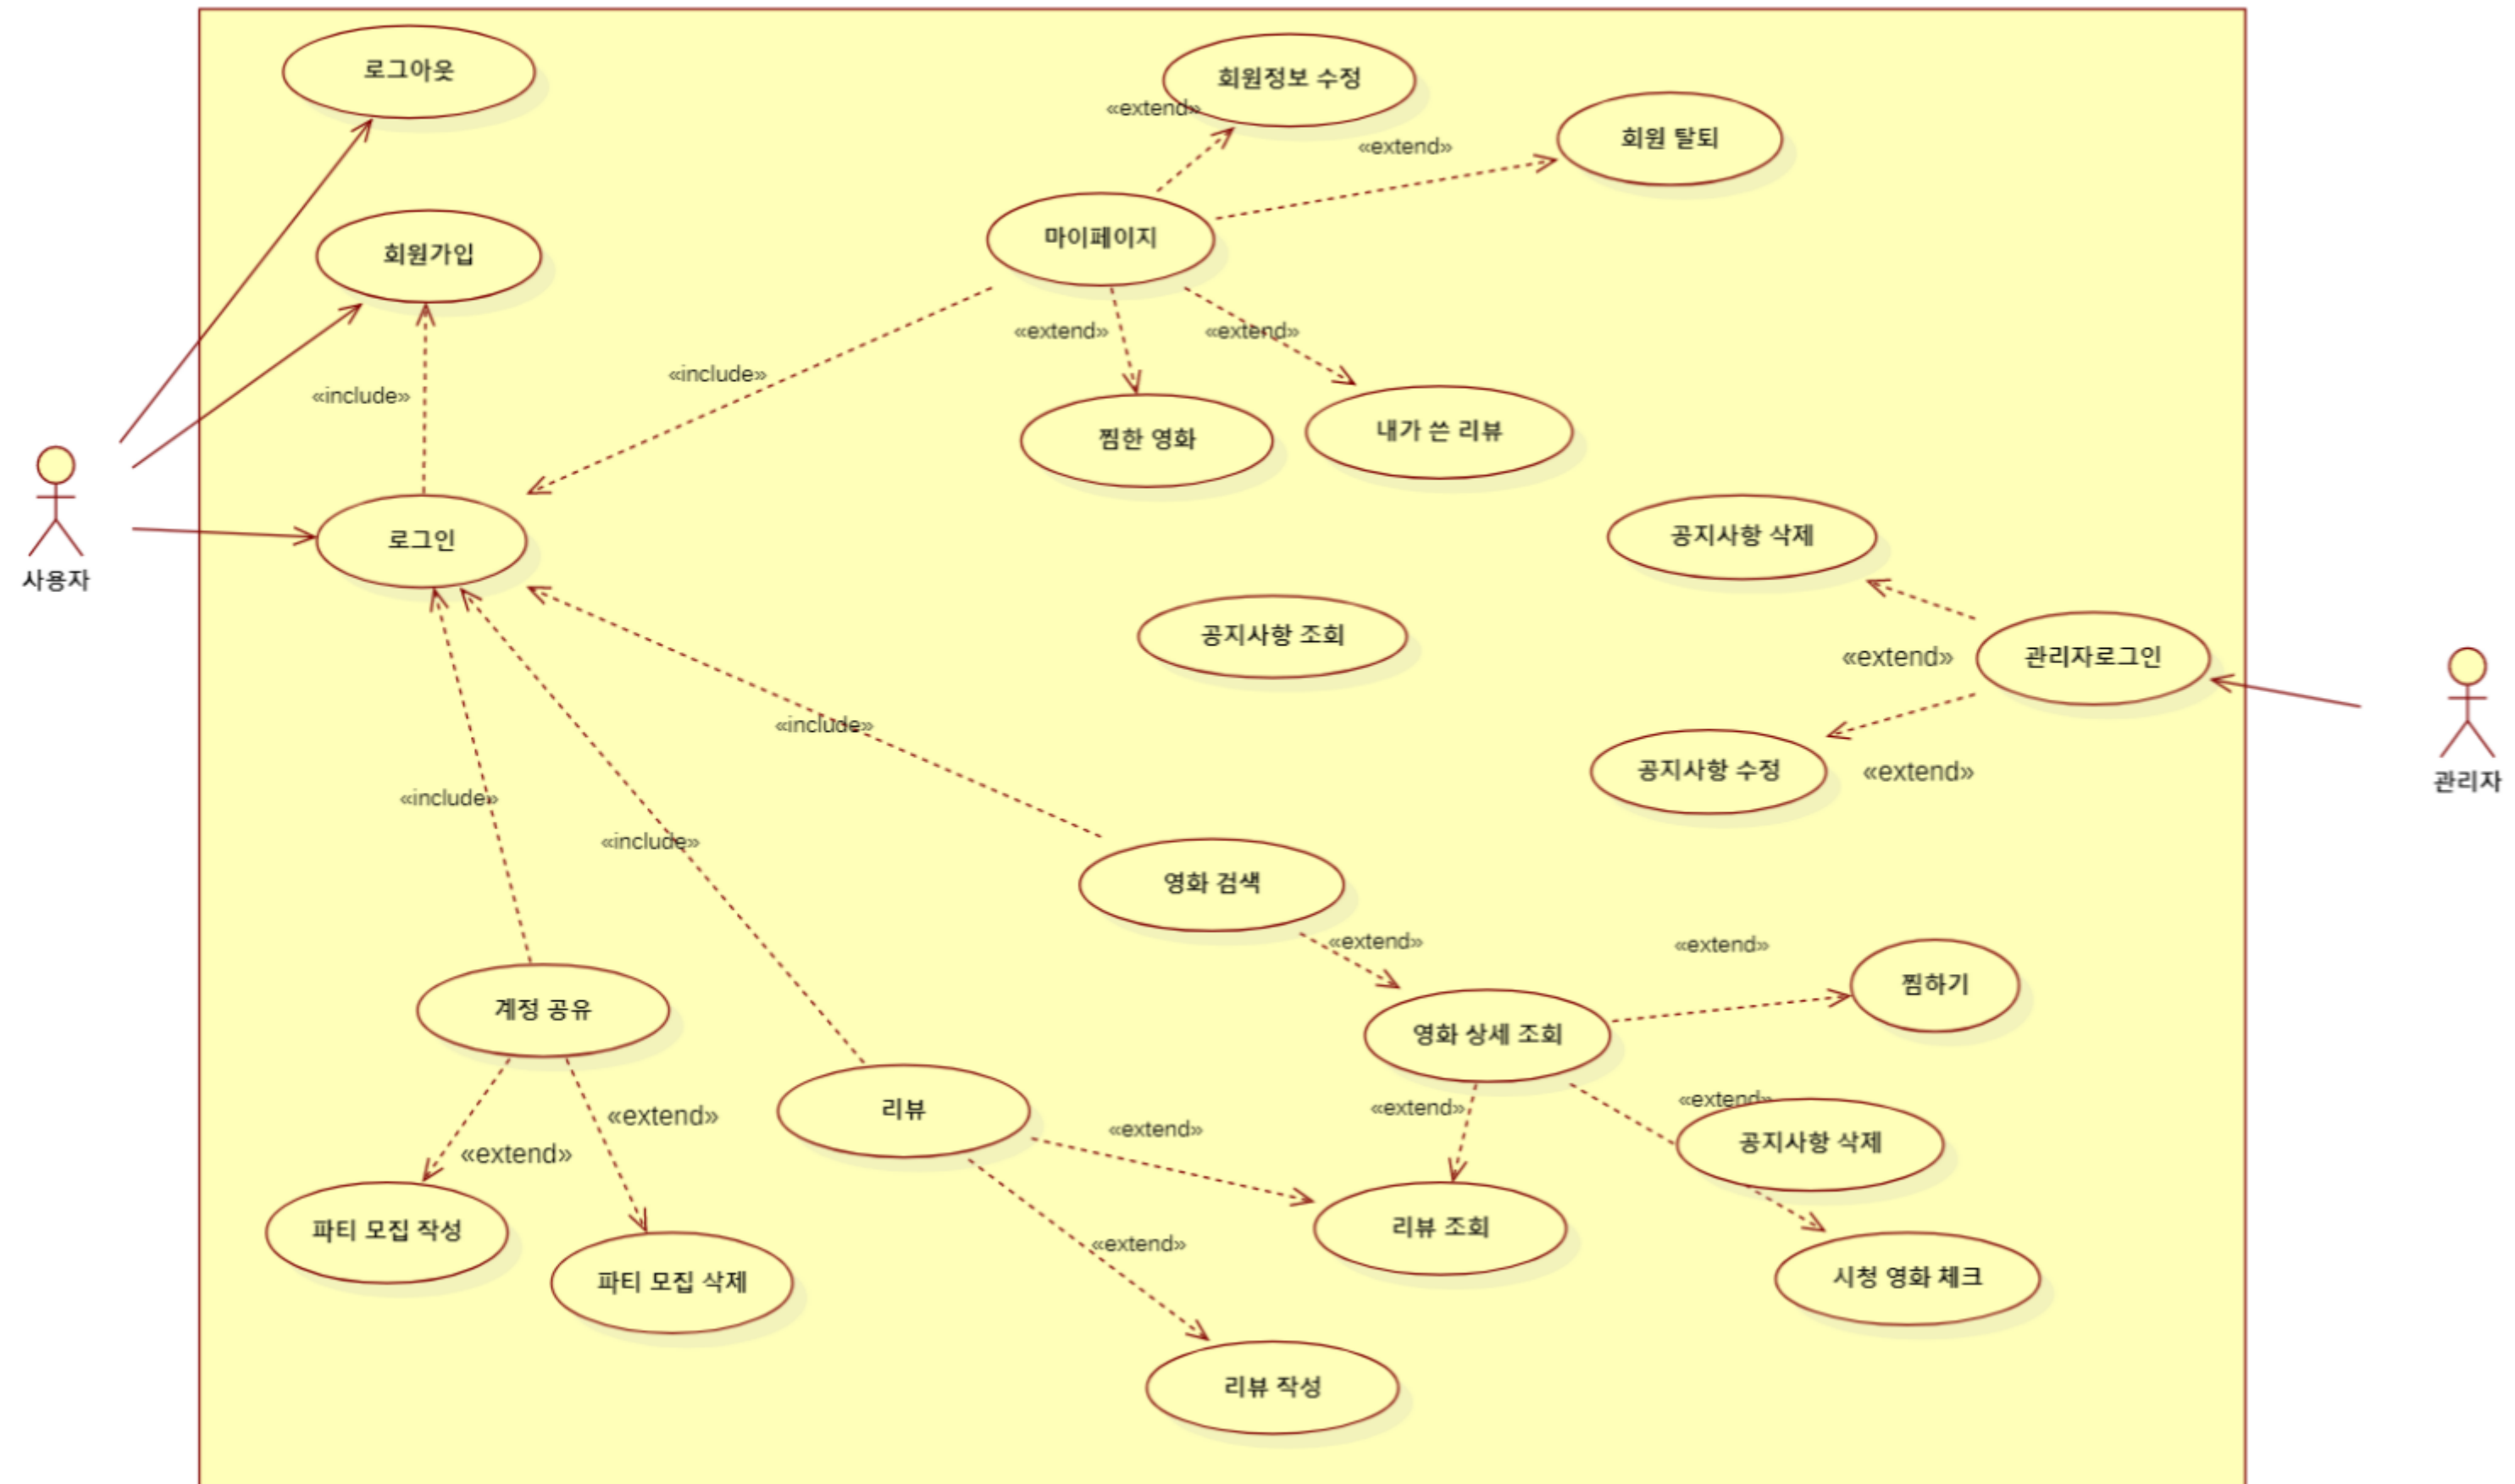 로그아웃
회원정보 수정
«extend»
회원 탈퇴
«extend»
마이페이지
회원가입
«extend»
«extend»
«include»
«include»
찜한 영화
내가 쓴 리뷰
사용자
로그인
공지사항 삭제
공지사항 조회
«extend»
관리자로그인
관리자
«include»
공지사항 수정
«extend»
«include»
«include»
영화 검색
«extend»
«extend»
찜하기
계정 공유
영화 상세 조회
리뷰
«extend»
«extend»
«extend»
«extend»
공지사항 삭제
«extend»
파티 모집 작성
파티 모집 삭제
리뷰 조회
«extend»
시청 영화 체크
리뷰 작성